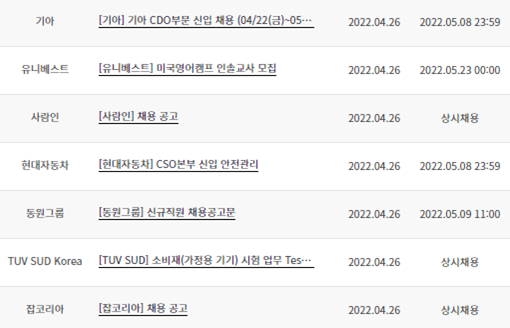 기아 [기아] 기아 CDO부문 신입 채용 (04/22(금)~05⋯ 2022.04.26 2022.05.08 23:59
유니베스트 [유니베스트] 미국영어캠프 인솔교사 모집 2022.04.26 2022.05.23 00:00
사람인 [사람인] 채용 공고 2022.04.26 상시채용
현대자동차 [현대자동차] CSO본부 신입 안전관리 2022.04.26 2022.05.08 23:59
동원그룹 [동원그룹] 신규직원 채용공고문 2022.04.26 2022.05.09 11:00
TUV SUD Korea [TUV SUD] 소비재(가정용 기기) 시험 업무 Tes⋯ 2022.04.26 상시채용
잡코리아 [잡코리아] 채용 공고 2022.04.26 상시채용